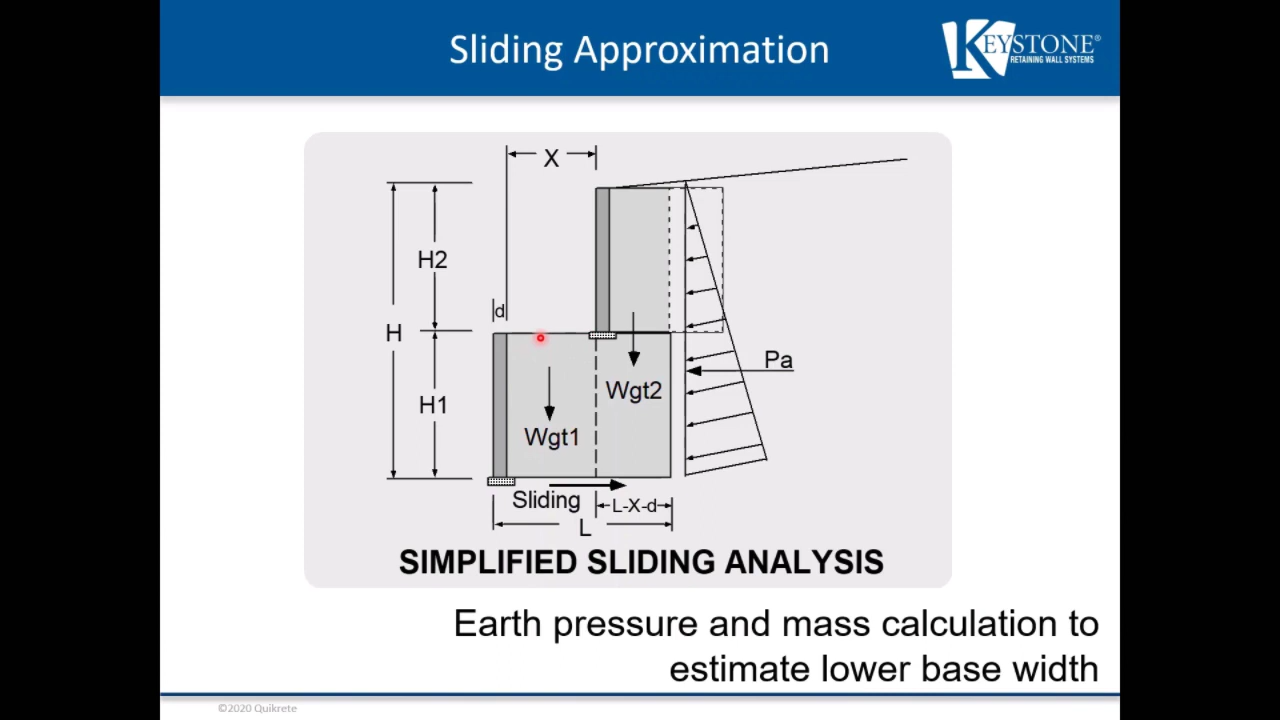 Sliding Approximation
KEYSTONE®
RETAINING WALL SYSTEMS
X
H2
d
H
Pa
Wgt2
H1
Wgt1
Sliding
L-X-d
L
SIMPLIFIED SLIDING ANALYSIS
Earth pressure and mass calculation to
estimate lower base width
©2020 Quikrete